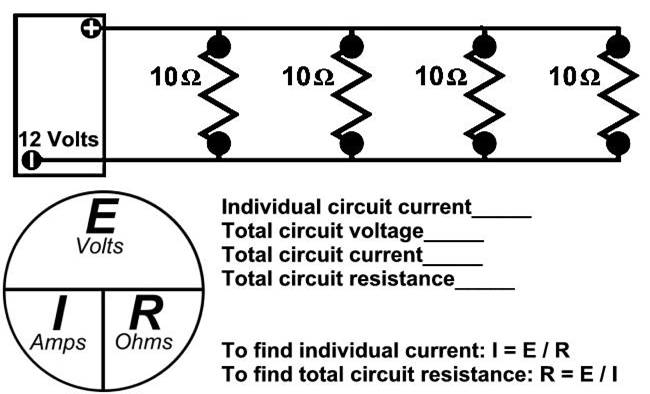 +
10Ω 10Ω 10Ω 10Ω
12 Volts
E
Volts
I R
Amps Ohms
Individual circuit current_____
Total circuit voltage_____
Total circuit current_____
Total circuit resistance_____
To find individual current: I = E / R
To find total circuit resistance: R = E / I